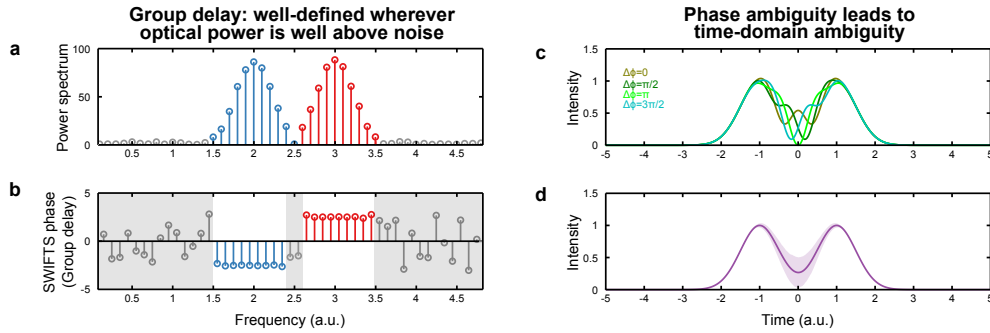 Group delay: well-defined wherever
optical power is well above noise
Phase ambiguity leads to
time-domain ambiguity
a
100
50
0
Power spectrum
0.5 1 1.5 2 2.5 3 3.5 4 4.5
b
5
0
-5
SWIFTS phase
(Group delay)
0.5 1 1.5 2 2.5 3 3.5 4 4.5
Frequency (a.u.)
c
1.5
1
0.5
0
Intensity
Δϕ=0
Δϕ=π/2
Δϕ=π
Δϕ=3π/2
-5 -4 -3 -2 -1 0 1 2 3 4 5
d
1.5
1
0.5
0
Intensity
-5 -4 -3 -2 -1 0 1 2 3 4 5
Time (a.u.)